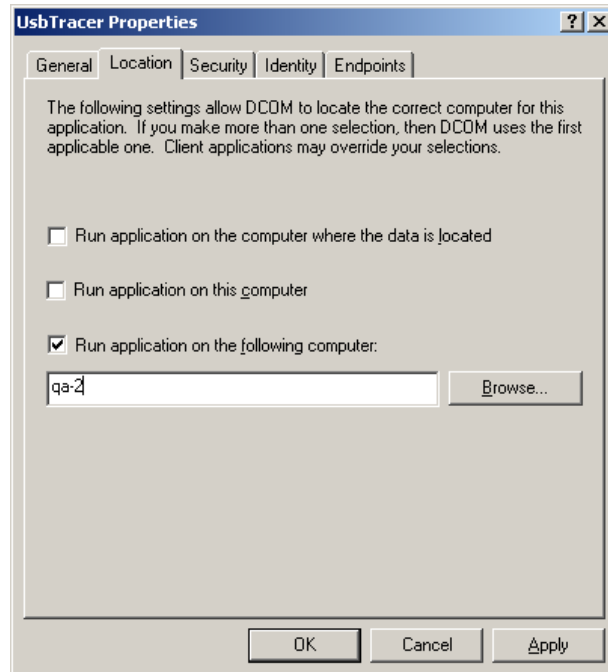 UsbTracer Properties
General Location Security Identity Endpoints
The following settings allow DCOM to locate the correct computer for this
application. If you make more than one selection, then DCOM uses the first
applicable one. Client applications may override your selections.
Run application on the computer where the data is located
Run application on this computer
Run application on the following computer:
qa-2
Browse...
OK Cancel Apply